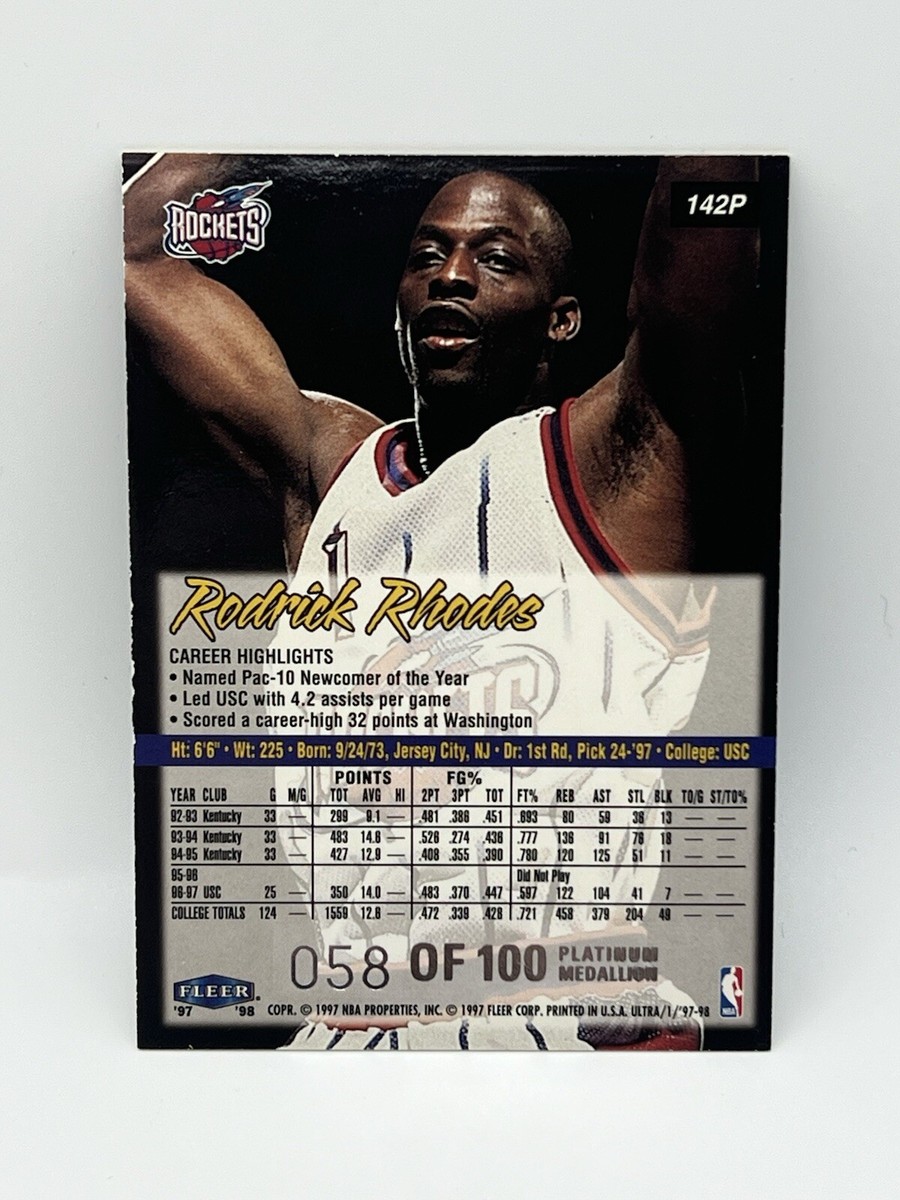 ROCKETS
142P
Rodrick Rhodes
CAREER HIGHLIGHTS
• Named Pac-10 Newcomer of the Year
• Led USC with 4.2 assists per game
• Scored a career-high 32 points at Washington
Ht: 6'6" • Wt: 225 • Born: 9/24/73, Jersey City, NJ • Dr: 1st Rd, Pick 24-'97 • College: USC
POINTS FG%
YEAR CLUB G M/G TOT AVG HI 2PT 3PT TOT FT% REB AST STL BLK TO/G ST/TO%
92-93 Kentucky 33 — 299 9.1 — .481 .386 .451 .693 80 59 36 13 — —
93-94 Kentucky 33 — 483 14.6 — .526 .274 .436 .777 136 91 76 18 — —
94-95 Kentucky 33 — 427 12.9 — .408 .355 .390 .780 120 125 51 11 — —
95-96 Did Not Play
96-97 USC 25 — 350 14.0 — .483 .370 .447 .597 122 104 41 7 — —
COLLEGE TOTALS 124 — 1559 12.6 — .472 .339 .428 .721 458 379 204 49 — —
058 OF 100 PLATINUM
MEDALLION
FLEER
'97 '98 COPR. © 1997 NBA PROPERTIES, INC. © 1997 FLEER CORP. PRINTED IN U.S.A. ULTRA/1/'97-98
NBA